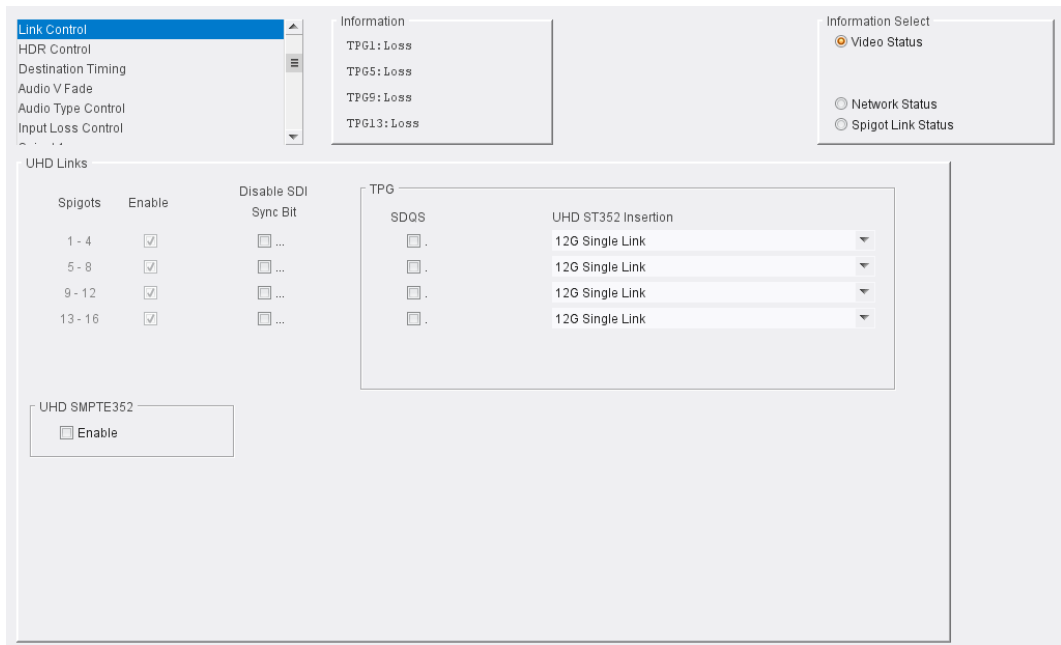 Link Control
HDR Control
Destination Timing
Audio V Fade
Audio Type Control
Input Loss Control
Information
TPG1:Loss
TPG5:Loss
TPG9:Loss
TPG13:Loss
Information Select
Video Status
Network Status
Spigot Link Status
UHD Links
Spigots Enable Disable SDI Sync Bit
1 - 4 ...
5 - 8 ...
9 - 12 ...
13 - 16 ...
TPG
SDQS UHD ST352 Insertion
. 12G Single Link
. 12G Single Link
. 12G Single Link
. 12G Single Link
UHD SMPTE352
Enable